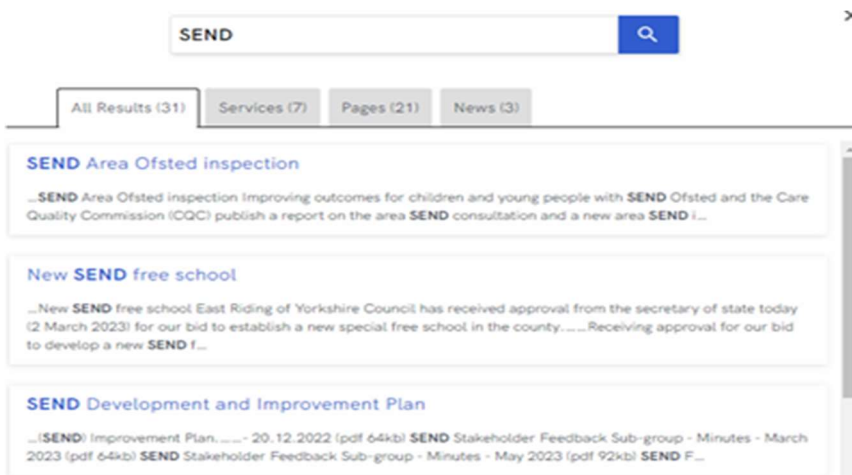 SEND
All Results (31) Services (7) Pages (21) News (3)
SEND Area Ofsted inspection
...SEND Area Ofsted inspection Improving outcomes for children and young people with SEND Ofsted and the Care
Quality Commission (CQC) publish a report on the area SEND consultation and a new area SEND i...
New SEND free school
...New SEND free school East Riding of Yorkshire Council has received approval from the secretary of state today
(2 March 2023) for our bid to establish a new special free school in the county.......Receiving approval for our bid
to develop a new SEND f...
SEND Development and Improvement Plan
...(SEND) Improvement Plan.......- 20.12.2022 (pdf 64kb) SEND Stakeholder Feedback Sub-group - Minutes - March
2023 (pdf 64kb) SEND Stakeholder Feedback Sub-group - Minutes - May 2023 (pdf 92kb) SEND F...